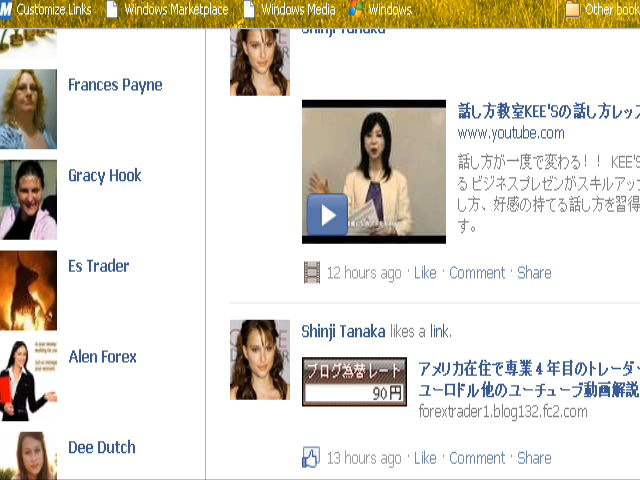 Customize Links
Windows Marketplace
Windows Media
Windows
Other book
Shinji Tanaka
Frances Payne
Gracy Hook
Es Trader
Alen Forex
Dee Dutch
話し方教室KEE'Sの話し方レッ
www.youtube.com
話し方が一度で変わる！！ KEE'S
る ビジネスプレゼンがスキルアッ
し方、好感の持てる話し方を習得
す。
12 hours ago · Like · Comment · Share
Shinji Tanaka likes a link.
ブログ為替レート
90円
アメリカ在住で専業４年目のトレーダー
ユーロドル他のユーチューブ動画解説
forextrader1.blog132.fc2.com
13 hours ago · Like · Comment · Share